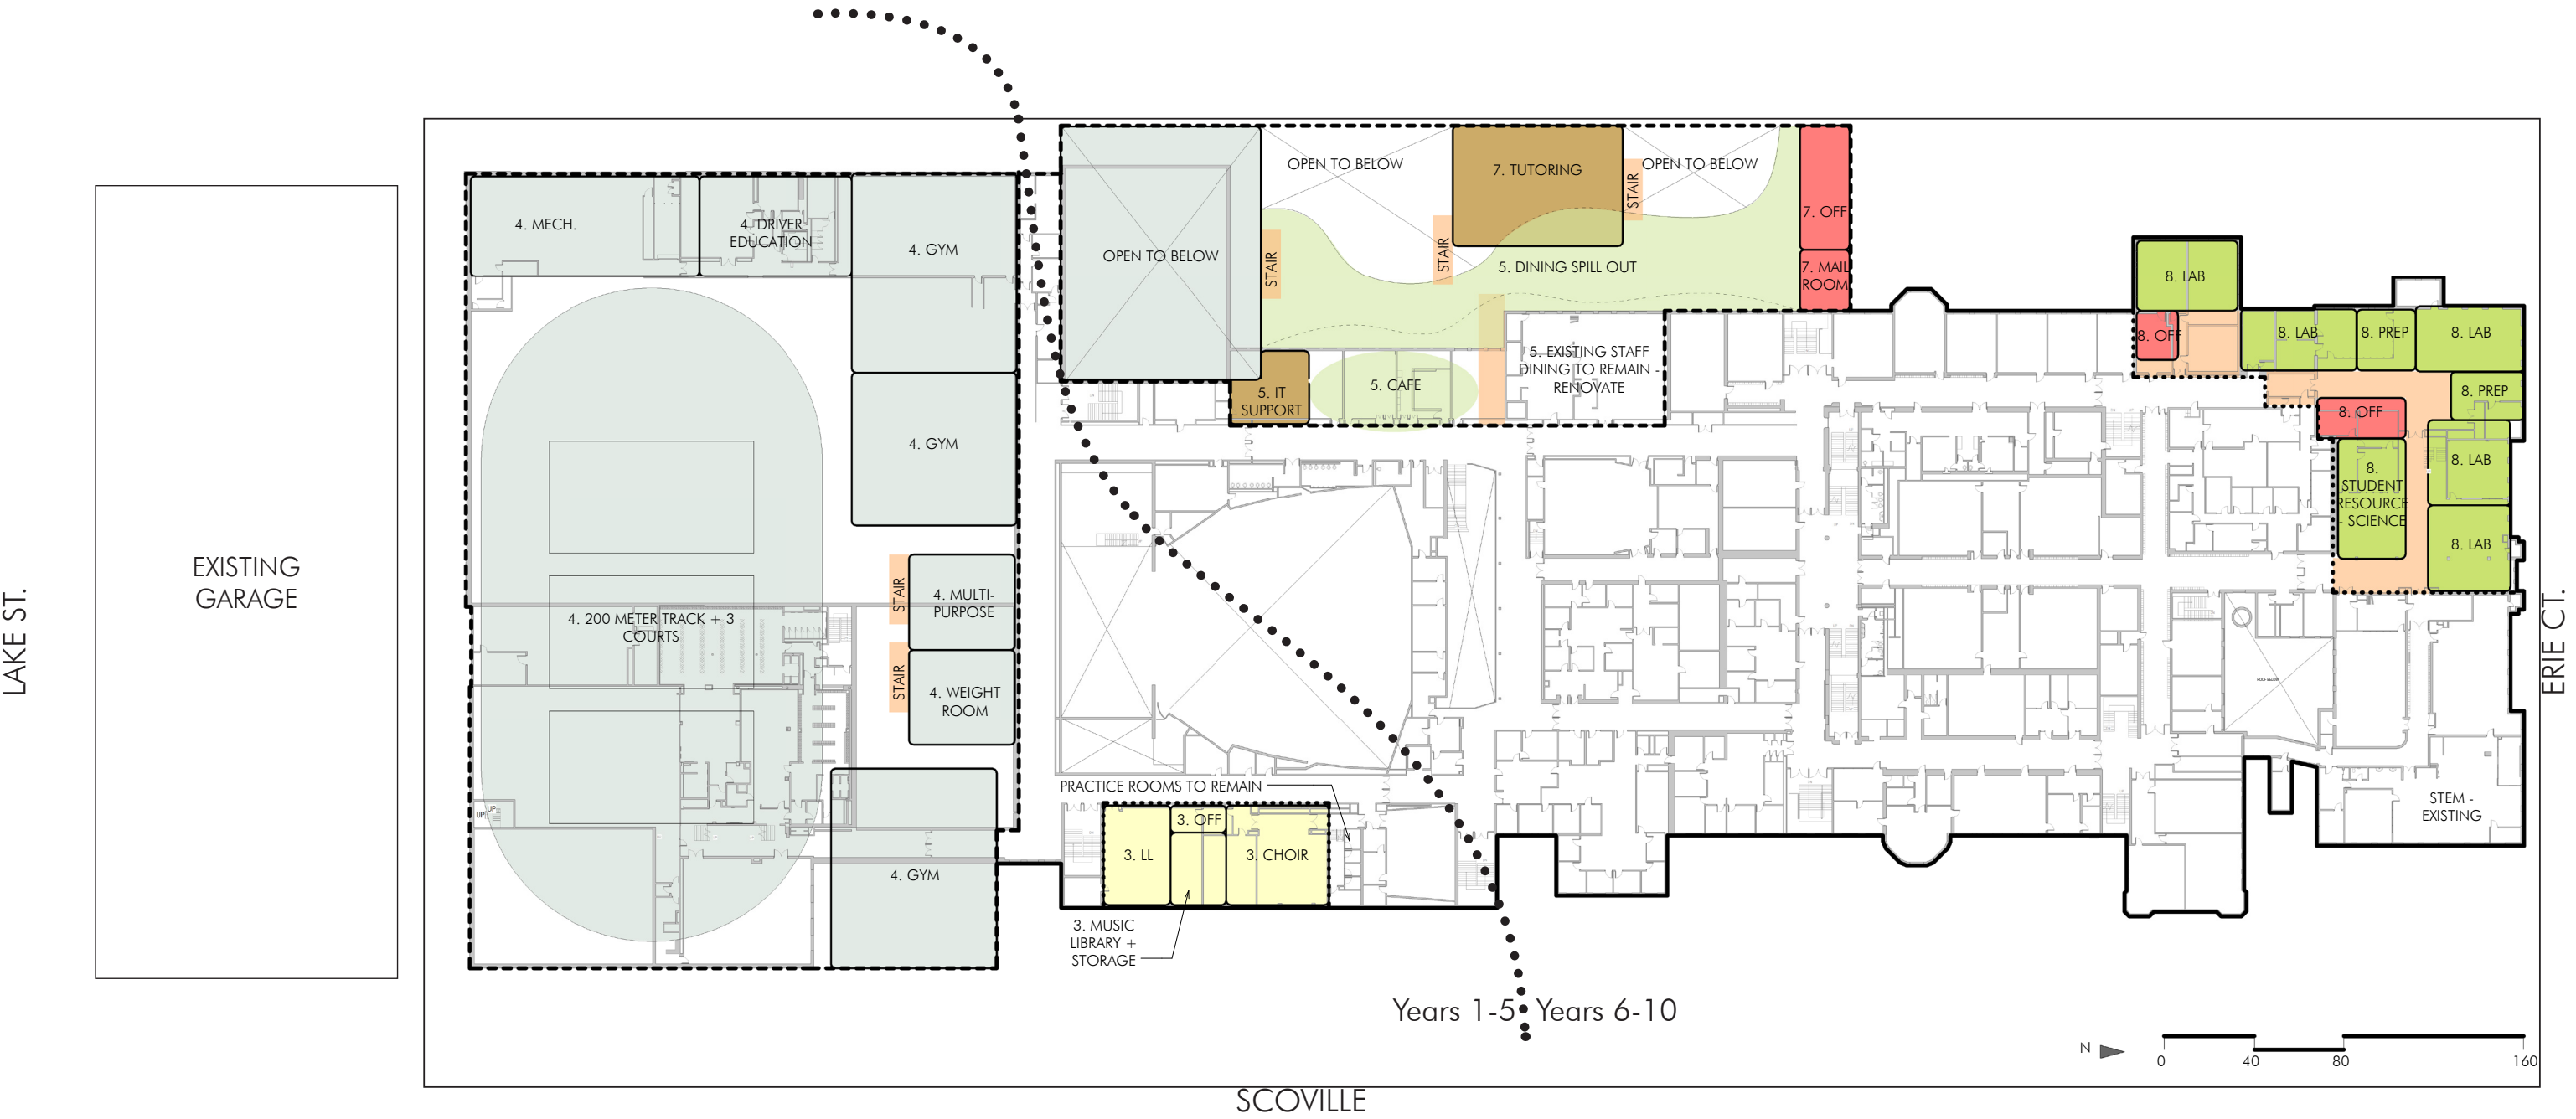 LAKE ST.
EXISTING
GARAGE
4. MECH.
4. DRIVER
EDUCATION
4. GYM
4. GYM
STAIR
4. MULTI-
PURPOSE
STAIR
4. WEIGHT
ROOM
4. 200 METER TRACK + 3
COURTS
UP
UP
4. GYM
OPEN TO BELOW
OPEN TO BELOW
7. TUTORING
STAIR
OPEN TO BELOW
7. OFF
STAIR
STAIR
5. DINING SPILL OUT
7. MAIL
ROOM
5. IT
SUPPORT
5. CAFE
5. EXISTING STAFF
DINING TO REMAIN -
RENOVATE
PRACTICE ROOMS TO REMAIN
3. LL
3. OFF
3. CHOIR
3. MUSIC
LIBRARY +
STORAGE
8. LAB
8. OFF
8. LAB
8. PREP
8. LAB
8. PREP
8. OFF
8.
STUDENT
RESOURCE
- SCIENCE
8. LAB
8. LAB
ROOF BELOW
STEM -
EXISTING
ERIE CT.
Years 1-5
Years 6-10
N
0
40
80
160
SCOVILLE